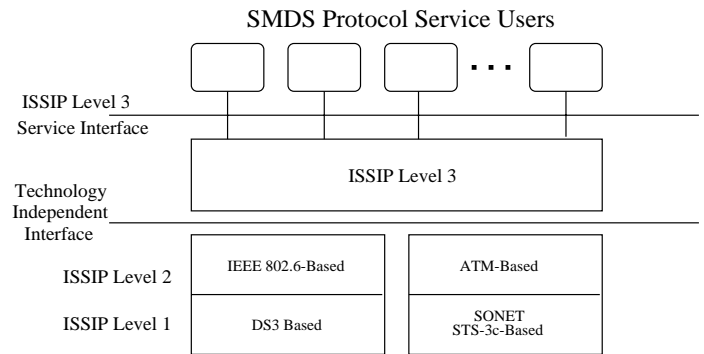 SMDS Protocol Service Users
. . .
ISSIP Level 3
Service Interface
ISSIP Level 3
Technology
Independent
Interface
IEEE 802.6-Based
ATM-Based
ISSIP Level 2
ISSIP Level 1
DS3 Based
SONET
STS-3c-Based